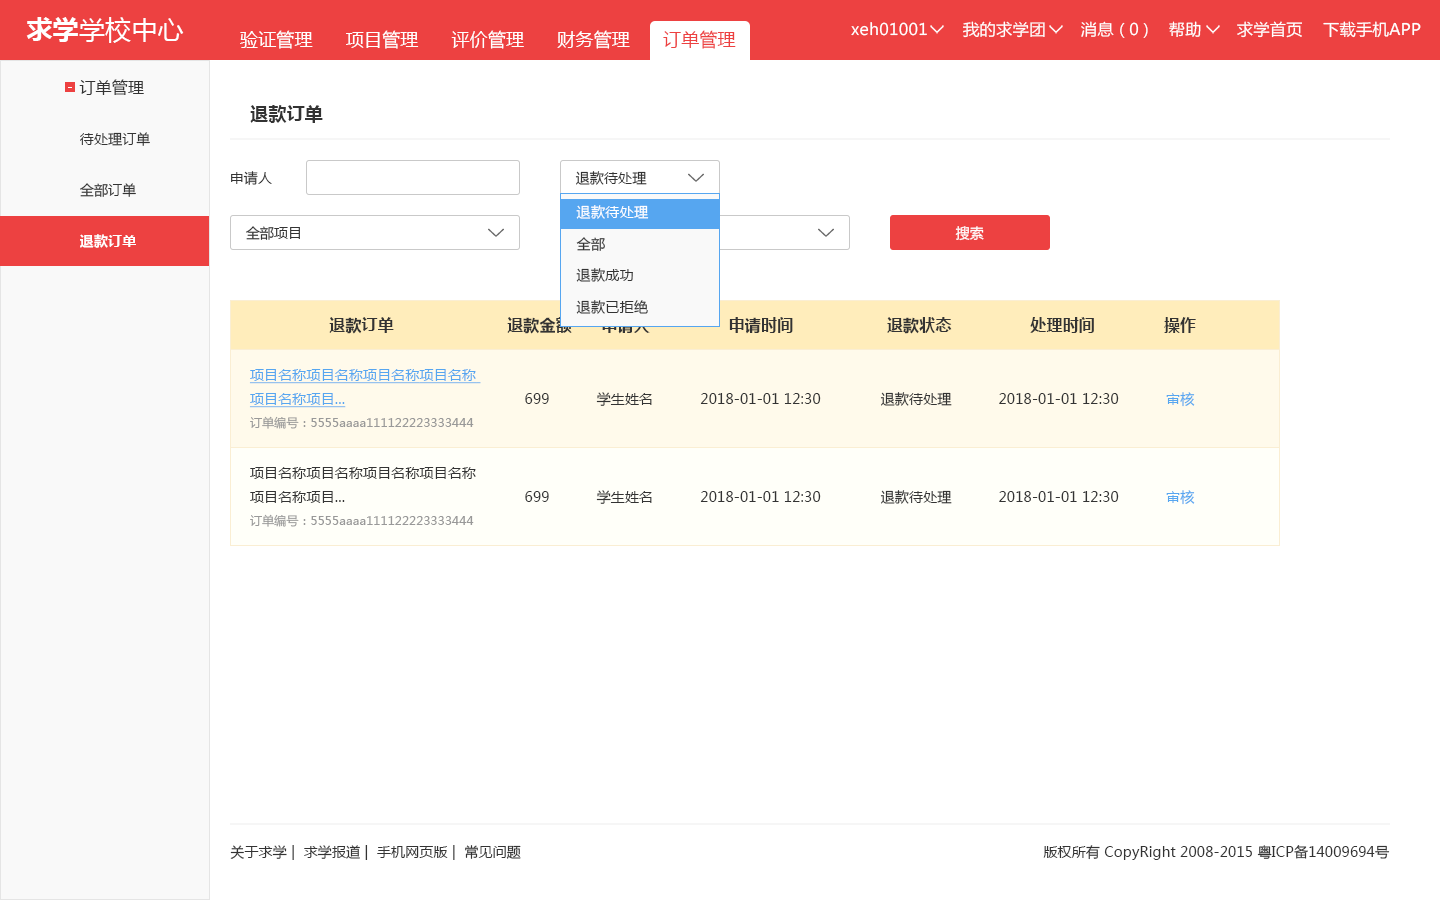 求学学校中心
验证管理 项目管理 评价管理 财务管理 订单管理
xeh01001 我的求学团 消息 ( 0 ) 帮助 求学首页 下载手机APP
订单管理
待处理订单
全部订单
退款订单
退款订单
申请人
退款待处理
退款待处理
全部
退款成功
退款已拒绝
全部项目
搜索
退款订单 退款金额 申请人 申请时间 退款状态 处理时间 操作
项目名称项目名称项目名称项目名称
项目名称项目...
订单编号：5555aaaa111122223333444
699 学生姓名 2018-01-01 12:30 退款待处理 2018-01-01 12:30 审核
项目名称项目名称项目名称项目名称
项目名称项目...
订单编号：5555aaaa111122223333444
699 学生姓名 2018-01-01 12:30 退款待处理 2018-01-01 12:30 审核
关于求学 | 求学报道 | 手机网页版 | 常见问题
版权所有 CopyRight 2008-2015 粤ICP备14009694号